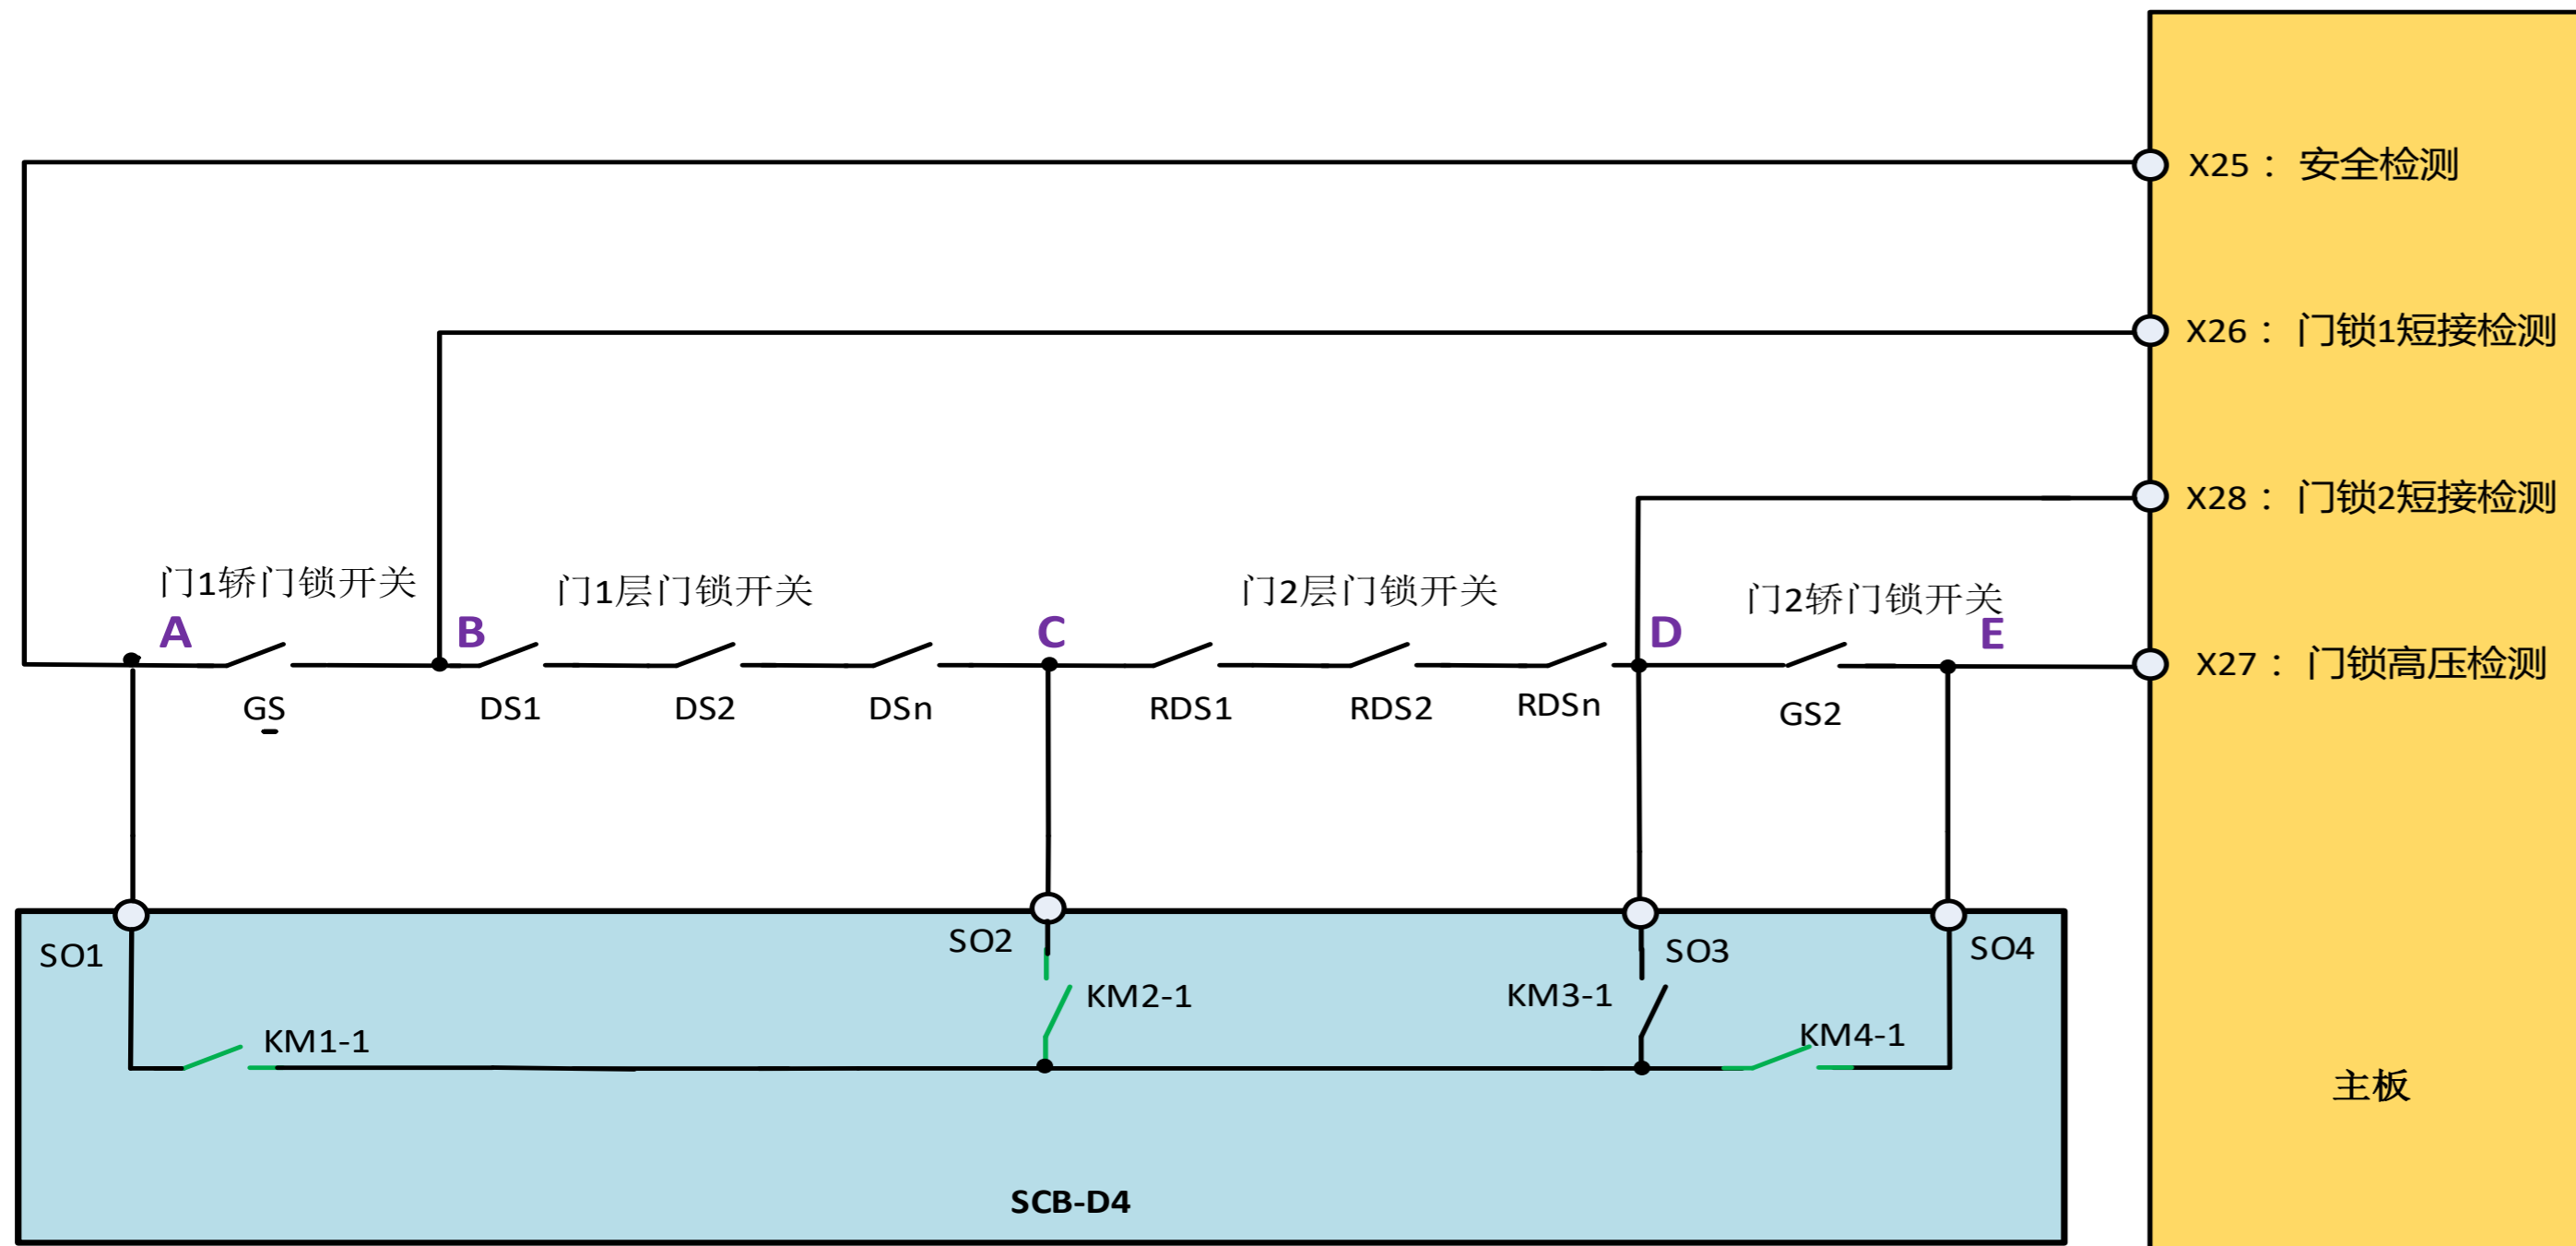 X25： 安全检测
X26： 门锁1短接检测
X28： 门锁2短接检测
门1轿门锁开关
门1层门锁开关
门2层门锁开关
门2轿门锁开关
A
B
C
D
E
X27： 门锁高压检测
GS
DS1
DS2
DSn
RDS1
RDS2
RDSn
GS2
SO1
SO2
SO3
SO4
KM1-1
KM2-1
KM3-1
KM4-1
主板
SCB-D4